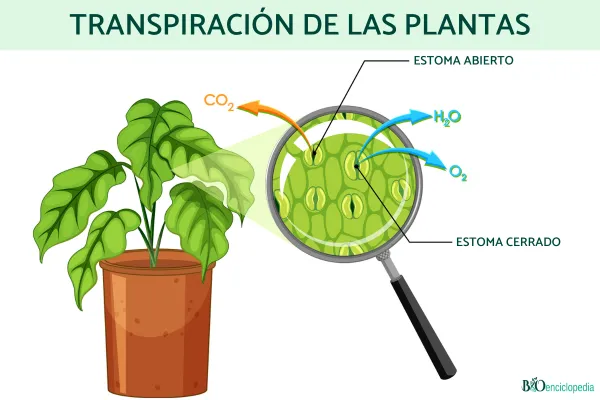 TRANSPIRACIÓN DE LAS PLANTAS
ESTOMA ABIERTO
CO₂
H₂O
O₂
ESTOMA CERRADO
BIOenciclopedia